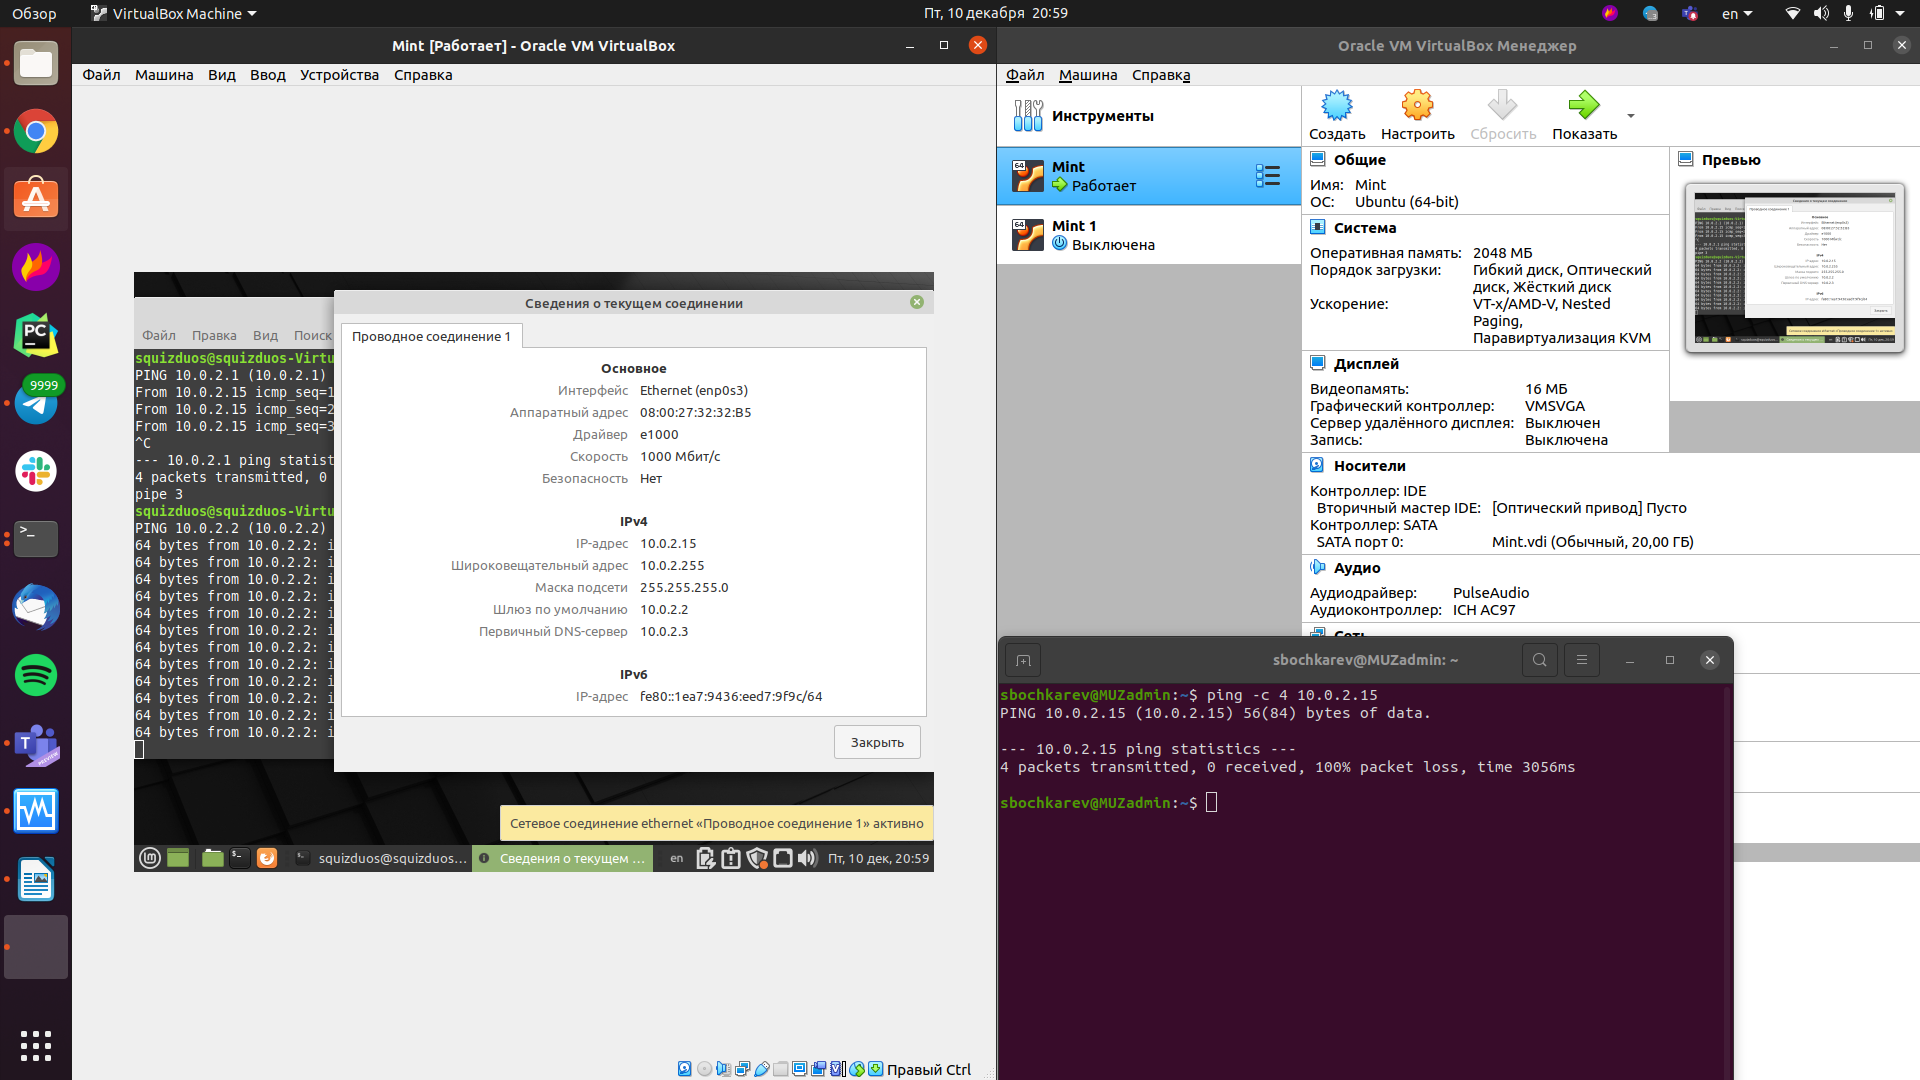 Обзор
VirtualBox Machine
Пт, 10 декабря 20:59
en
Mint [Работает] - Oracle VM VirtualBox
Файл Машина Вид Ввод Устройства Справка
Файл Правка Вид Поиск
squizduos@squizduos-Virtu
PING 10.0.2.1 (10.0.2.1)
From 10.0.2.15 icmp_seq=1
From 10.0.2.15 icmp_seq=2
From 10.0.2.15 icmp_seq=3
^C
--- 10.0.2.1 ping statist
4 packets transmitted, 0
pipe 3
squizduos@squizduos-Virtu
PING 10.0.2.2 (10.0.2.2)
64 bytes from 10.0.2.2: i
64 bytes from 10.0.2.2: i
64 bytes from 10.0.2.2: i
64 bytes from 10.0.2.2: i
64 bytes from 10.0.2.2: i
64 bytes from 10.0.2.2: i
64 bytes from 10.0.2.2: i
64 bytes from 10.0.2.2: i
64 bytes from 10.0.2.2: i
64 bytes from 10.0.2.2: i
64 bytes from 10.0.2.2: i
64 bytes from 10.0.2.2: i
Сведения о текущем соединении
Проводное соединение 1
Основное
Интерфейс Ethernet (enp0s3)
Аппаратный адрес 08:00:27:32:32:B5
Драйвер e1000
Скорость 1000 Мбит/с
Безопасность Нет
IPv4
IP-адрес 10.0.2.15
Широковещательный адрес 10.0.2.255
Маска подсети 255.255.255.0
Шлюз по умолчанию 10.0.2.2
Первичный DNS-сервер 10.0.2.3
IPv6
IP-адрес fe80::1ea7:9436:eed7:9f9c/64
Закрыть
Сетевое соединение ethernet «Проводное соединение 1» активно
squizduos@squizduos...
Сведения о текущем ...
en
Пт, 10 дек, 20:59
Правый Ctrl
PC
9999
PREVIEW
Oracle VM VirtualBox Менеджер
Файл Машина Справка
Инструменты
64
Mint
Работает
64
Mint 1
Выключена
Создать Настроить Сбросить Показать
Общие
Имя: Mint
ОС: Ubuntu (64-bit)
Система
Оперативная память: 2048 МБ
Порядок загрузки: Гибкий диск, Оптический
диск, Жёсткий диск
Ускорение: VT-x/AMD-V, Nested
Paging,
Паравиртуализация KVM
Дисплей
Видеопамять: 16 МБ
Графический контроллер: VMSVGA
Сервер удалённого дисплея: Выключен
Запись: Выключена
Превью
Носители
Контроллер: IDE
Вторичный мастер IDE: [Оптический привод] Пусто
Контроллер: SATA
SATA порт 0: Mint.vdi (Обычный, 20,00 ГБ)
Аудио
Аудиодрайвер: PulseAudio
Аудиоконтроллер: ICH AC97
Сеть
sbochkarev@MUZadmin: ~
sbochkarev@MUZadmin:~$ ping -c 4 10.0.2.15
PING 10.0.2.15 (10.0.2.15) 56(84) bytes of data.
--- 10.0.2.15 ping statistics ---
4 packets transmitted, 0 received, 100% packet loss, time 3056ms
sbochkarev@MUZadmin:~$